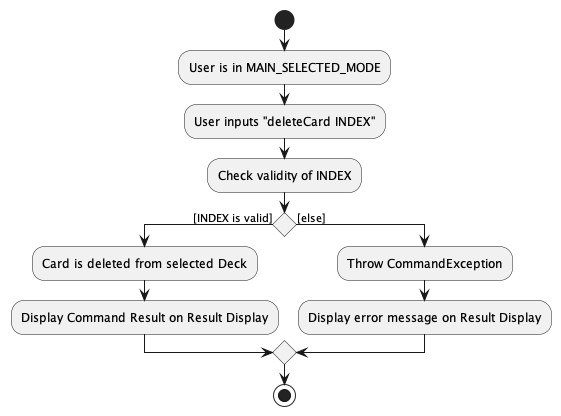 User is in MAIN_SELECTED_MODE
User inputs "deleteCard INDEX"
Check validity of INDEX
[INDEX is valid]
[else]
Card is deleted from selected Deck
Throw CommandException
Display Command Result on Result Display
Display error message on Result Display